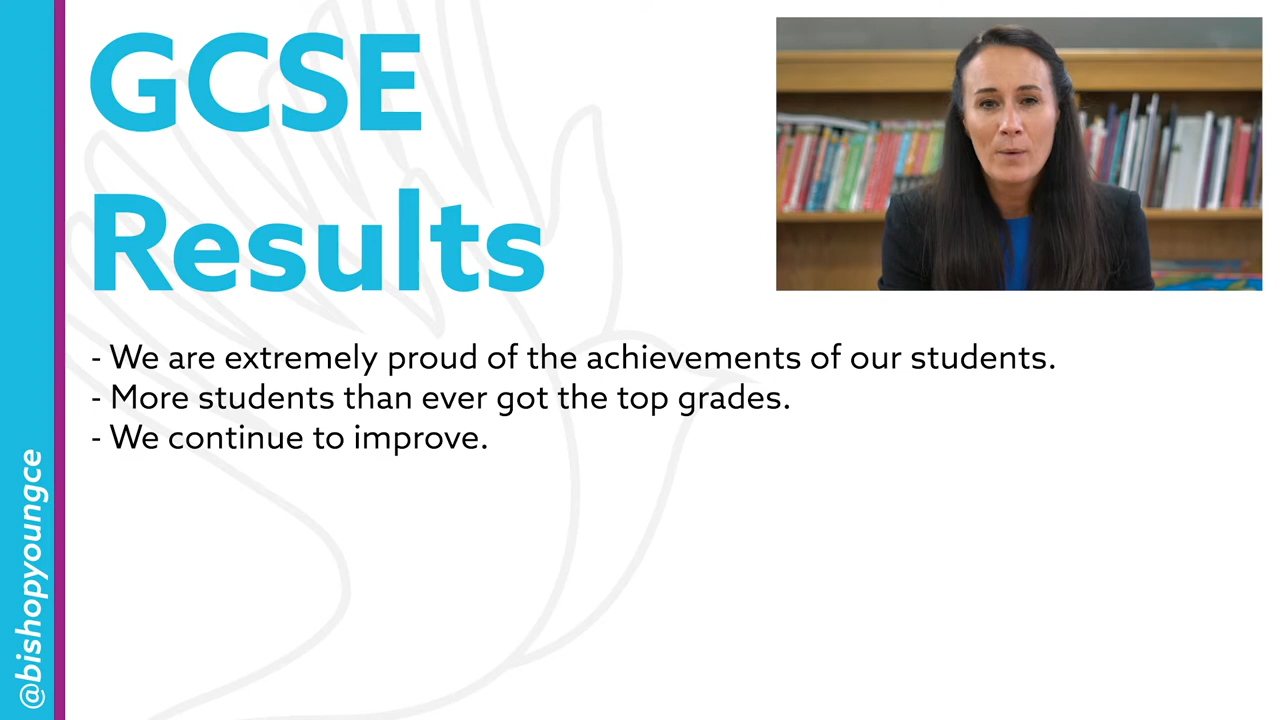 GCSE
Results
- We are extremely proud of the achievements of our students.
- More students than ever got the top grades.
- We continue to improve.
@bishopyoungce